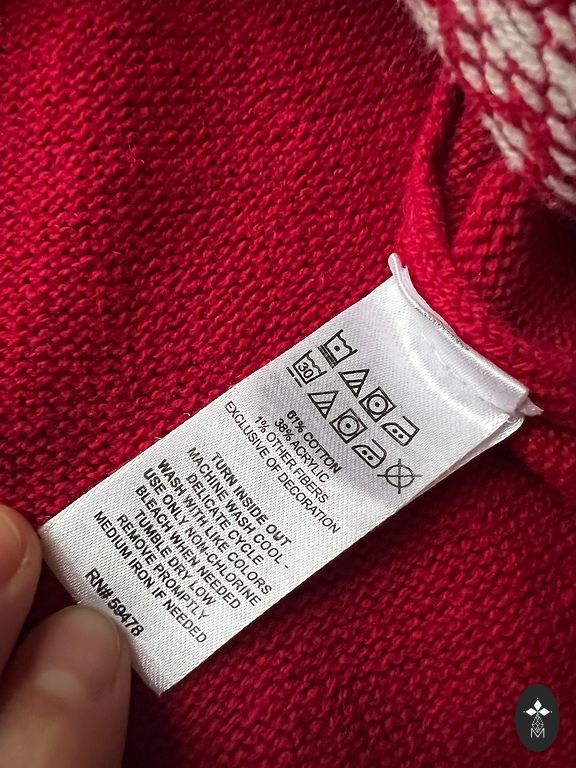 30
61% COTTON
38% ACRYLIC
1% OTHER FIBERS
EXCLUSIVE OF DECORATION
TURN INSIDE OUT
MACHINE WASH COOL -
DELICATE CYCLE
WASH WITH LIKE COLORS
USE ONLY NON-CHLORINE
BLEACH WHEN NEEDED
TUMBLE DRY LOW
REMOVE PROMPTLY
MEDIUM IRON IF NEEDED
RN# 59478
M